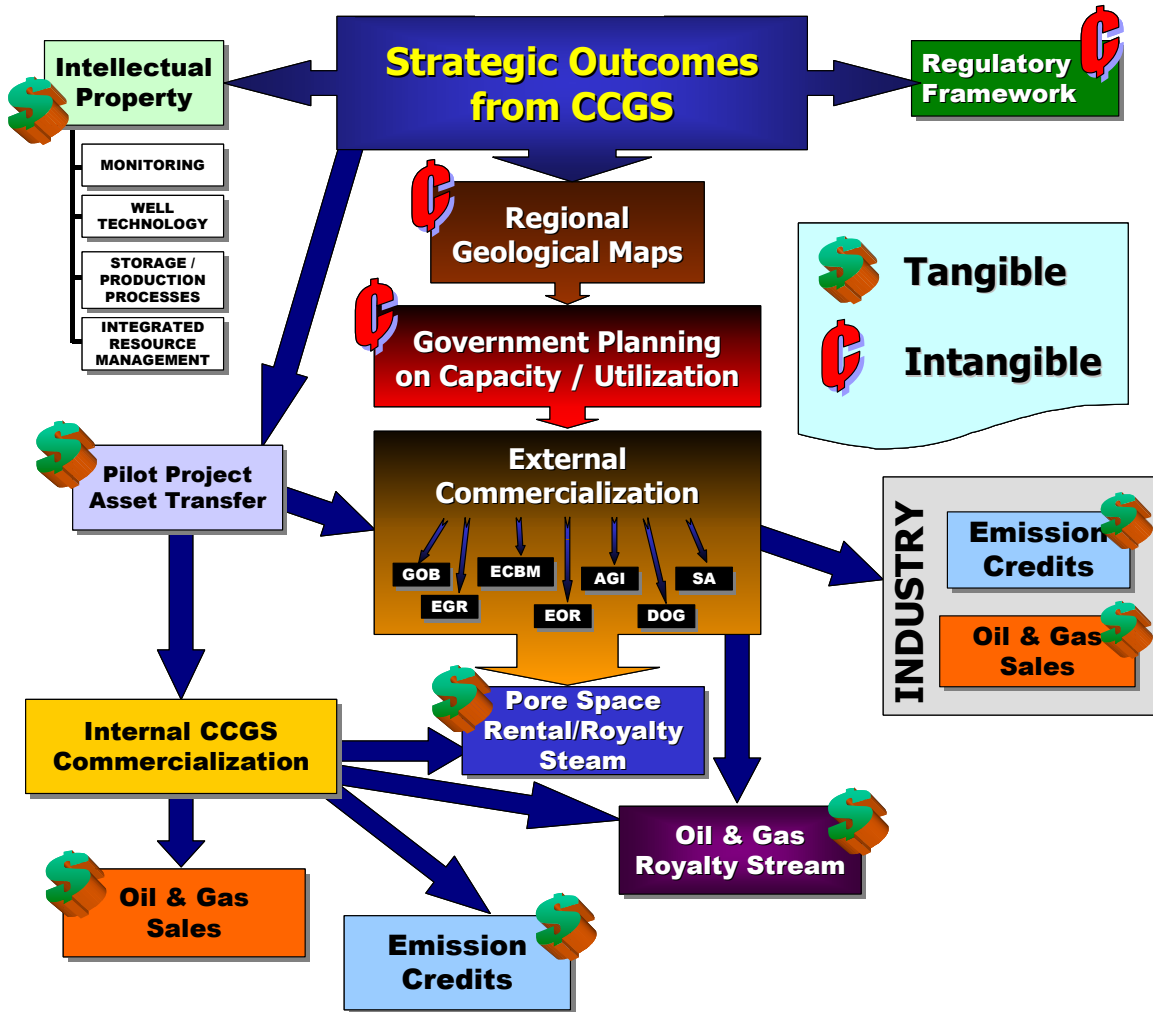 Strategic Outcomes
from CCGS
Intellectual
Property
MONITORING
WELL
TECHNOLOGY
STORAGE /
PRODUCTION
PROCESSES
INTEGRATED
RESOURCE
MANAGEMENT
Regulatory
Framework
¢
¢
Regional
Geological Maps
¢
Government Planning
on Capacity / Utilization
$
Tangible
¢
Intangible
$
Pilot Project
Asset Transfer
$
External
Commercialization
GOB
EGR
ECBM
EOR
AGI
DOG
SA
INDUSTRY
Emission
Credits
$
Oil & Gas
Sales
$
Internal CCGS
Commercialization
Pore Space
Rental/Royalty
Steam
$
Oil & Gas
Royalty Stream
$
Oil & Gas
Sales
$
Emission
Credits
$